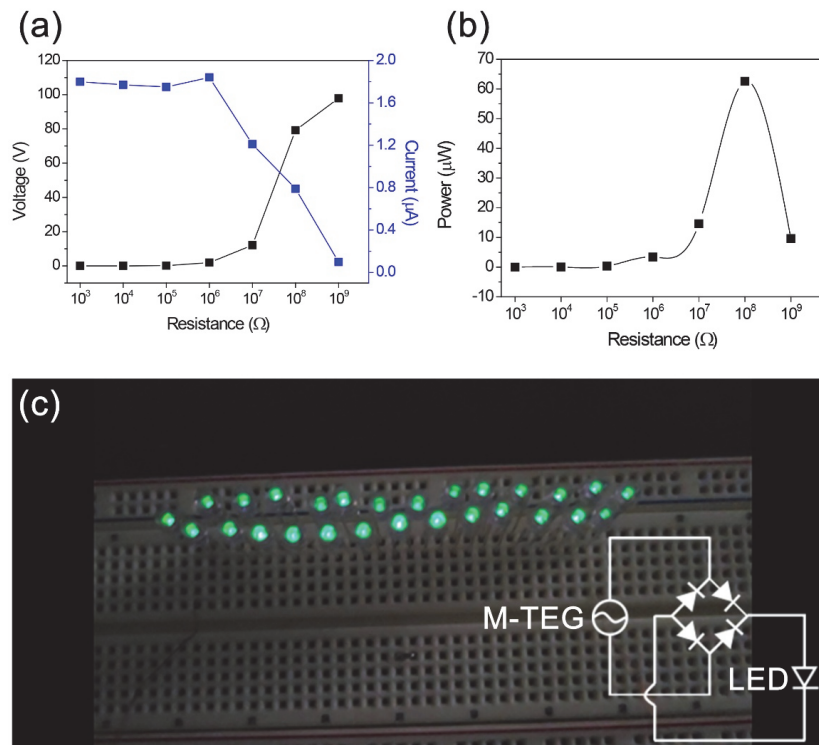 (a)
120
100
80
60
40
20
0
Voltage (V)
2.0
1.6
1.2
0.8
0.4
0.0
Current (μA)
10³ 10⁴ 10⁵ 10⁶ 10⁷ 10⁸ 10⁹
Resistance (Ω)
(b)
70
60
50
40
30
20
10
0
-10
Power (μW)
10³ 10⁴ 10⁵ 10⁶ 10⁷ 10⁸ 10⁹
Resistance (Ω)
(c)
M-TEG
LED